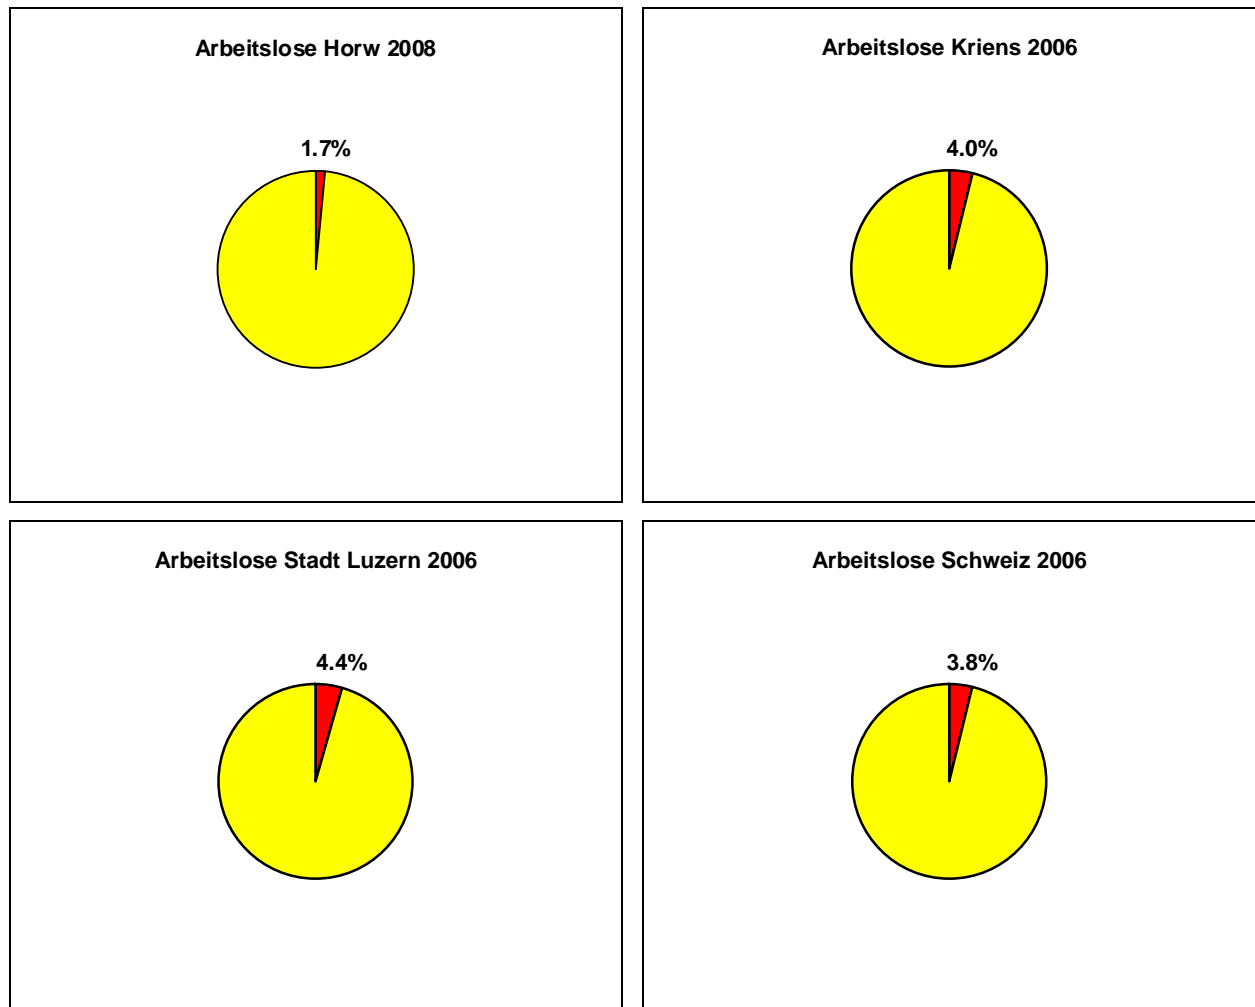 Arbeitslose Horw 2008
1.7%
Arbeitslose Kriens 2006
4.0%
Arbeitslose Stadt Luzern 2006
4.4%
Arbeitslose Schweiz 2006
3.8%